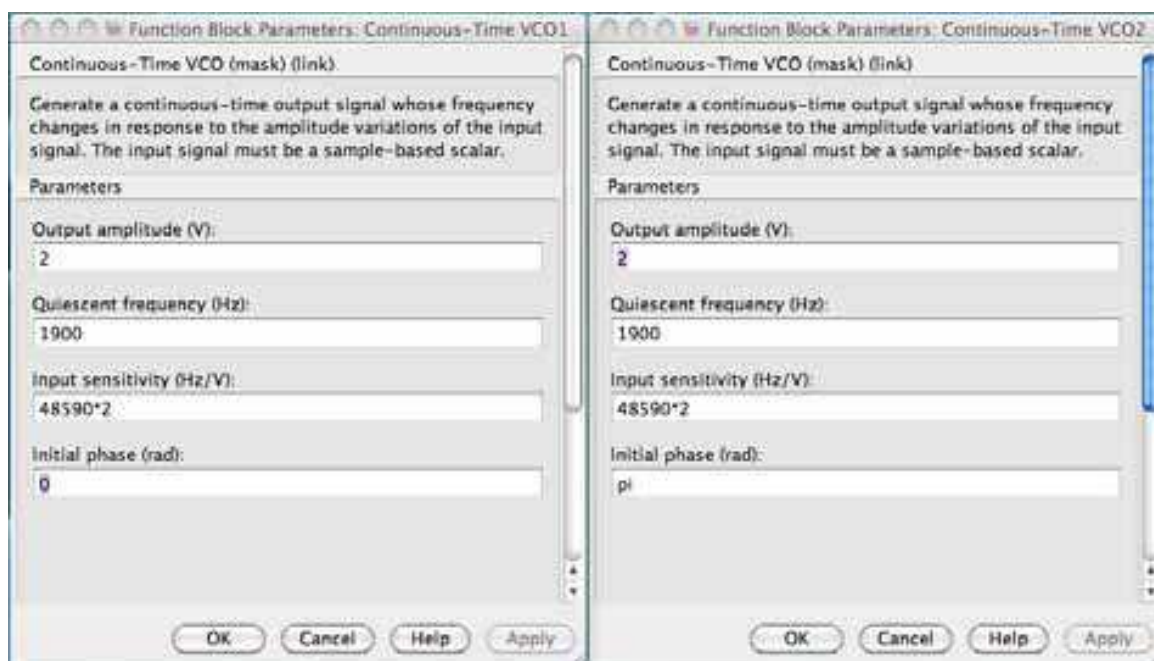 Function Block Parameters: Continuous-Time VCO1
Continuous-Time VCO (mask) (link)
Generate a continuous-time output signal whose frequency
changes in response to the amplitude variations of the input
signal. The input signal must be a sample-based scalar.
Parameters
Output amplitude (V):
2
Quiescent frequency (Hz):
1900
Input sensitivity (Hz/V):
48590*2
Initial phase (rad):
0
OK Cancel Help Apply
Function Block Parameters: Continuous-Time VCO2
Continuous-Time VCO (mask) (link)
Generate a continuous-time output signal whose frequency
changes in response to the amplitude variations of the input
signal. The input signal must be a sample-based scalar.
Parameters
Output amplitude (V):
2
Quiescent frequency (Hz):
1900
Input sensitivity (Hz/V):
48590*2
Initial phase (rad):
pi
OK Cancel Help Apply